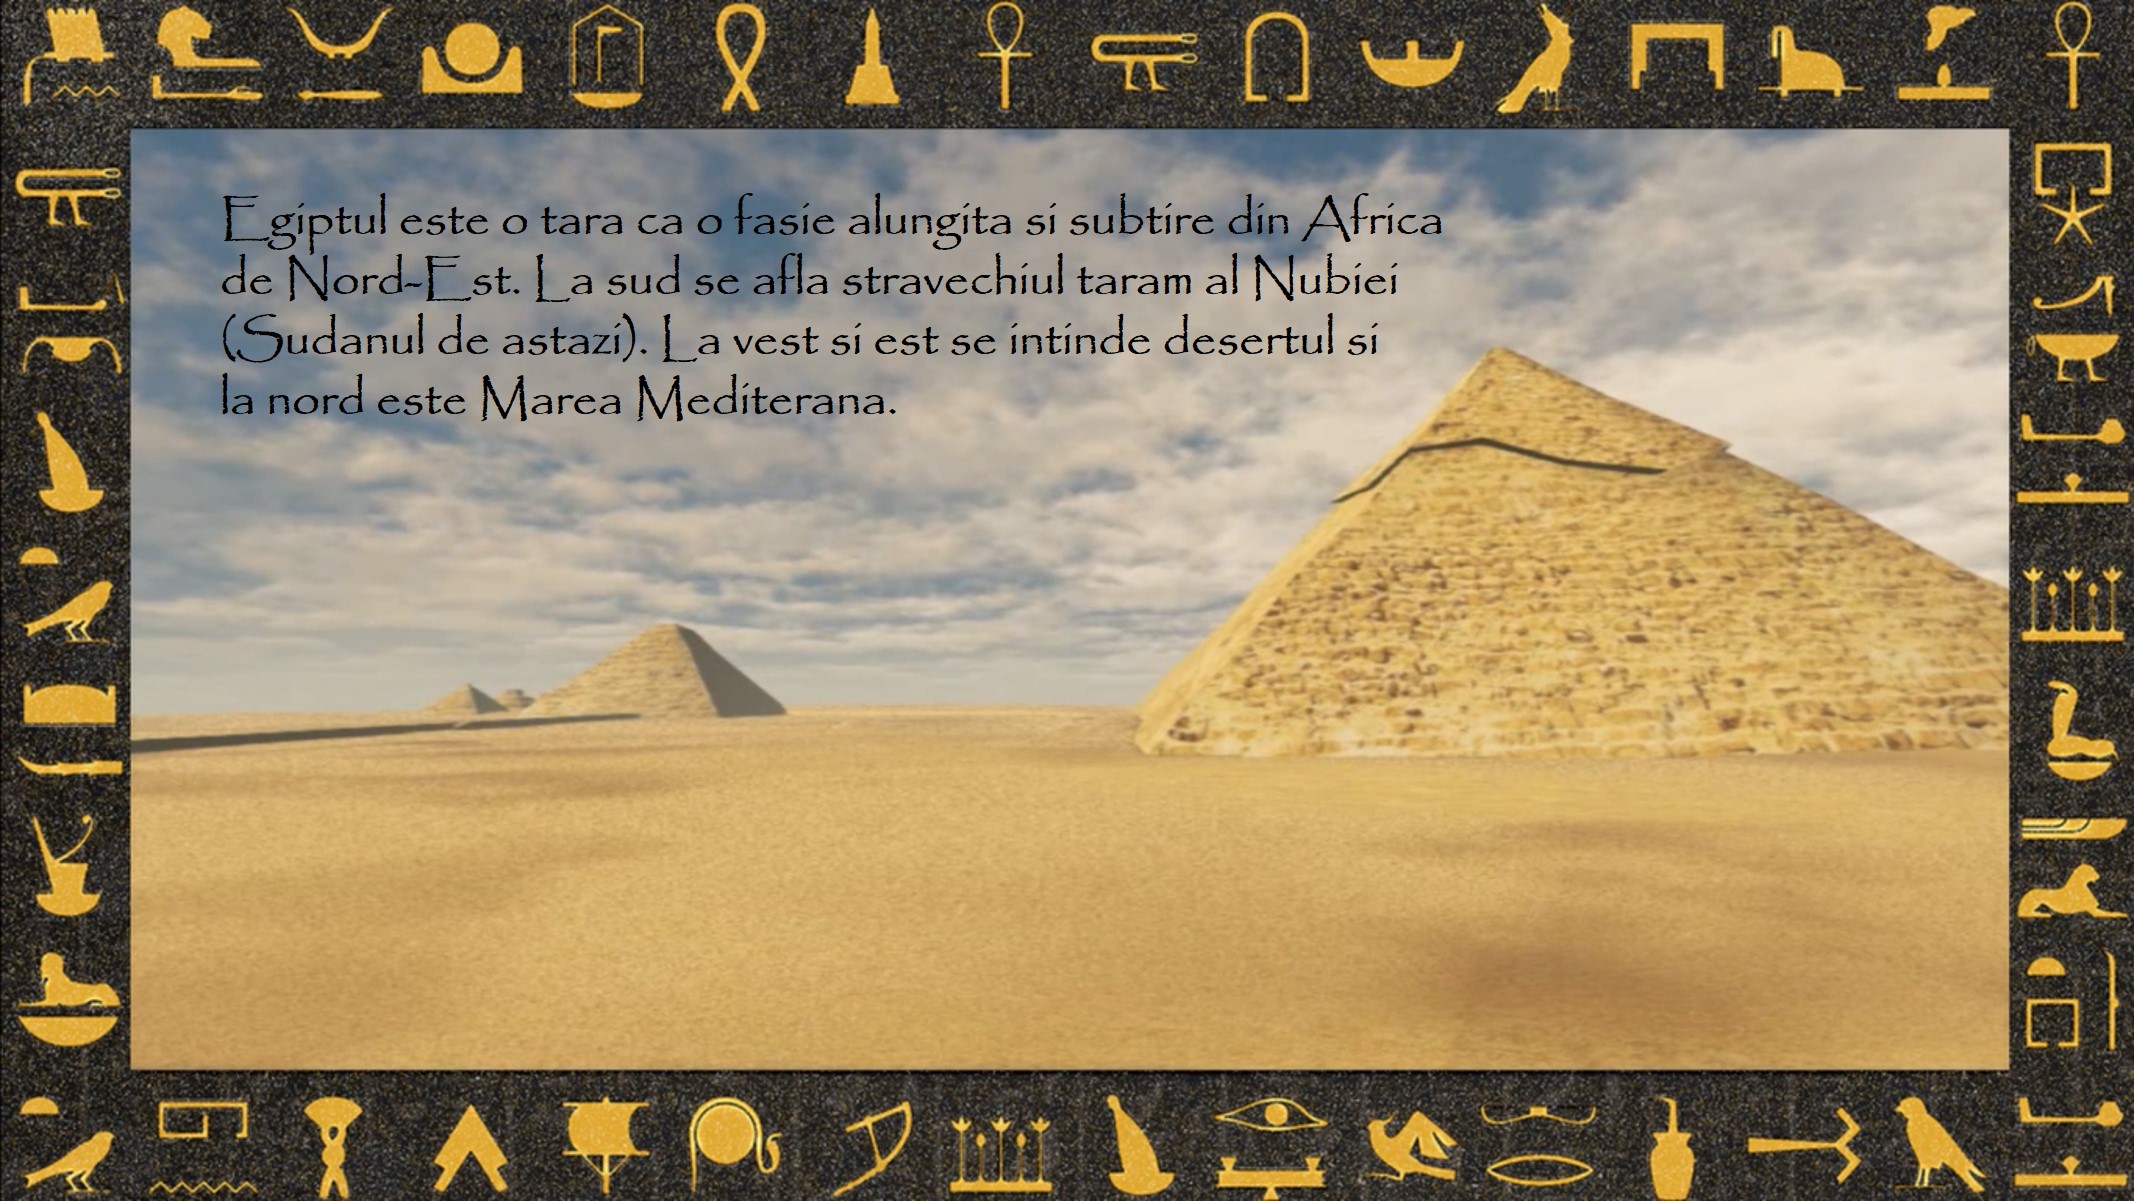 Egiptul este o tara ca o fasie alungita si subtire din Africa
de Nord-Est. La sud se afla stravechiul taram al Nubiei
(Sudanul de astazi). La vest si est se intinde desertul si
la nord este Marea Mediterana.